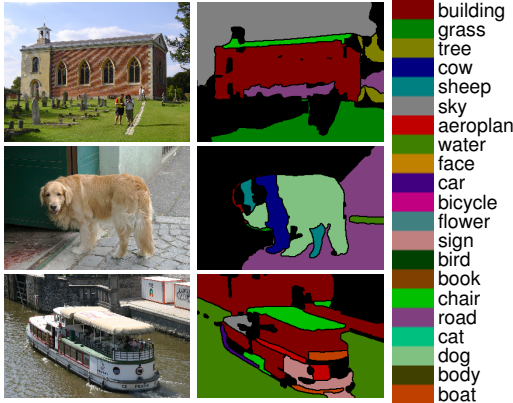 building
grass
tree
cow
sheep
sky
aeroplan
water
face
car
bicycle
flower
sign
bird
book
chair
road
cat
dog
body
boat